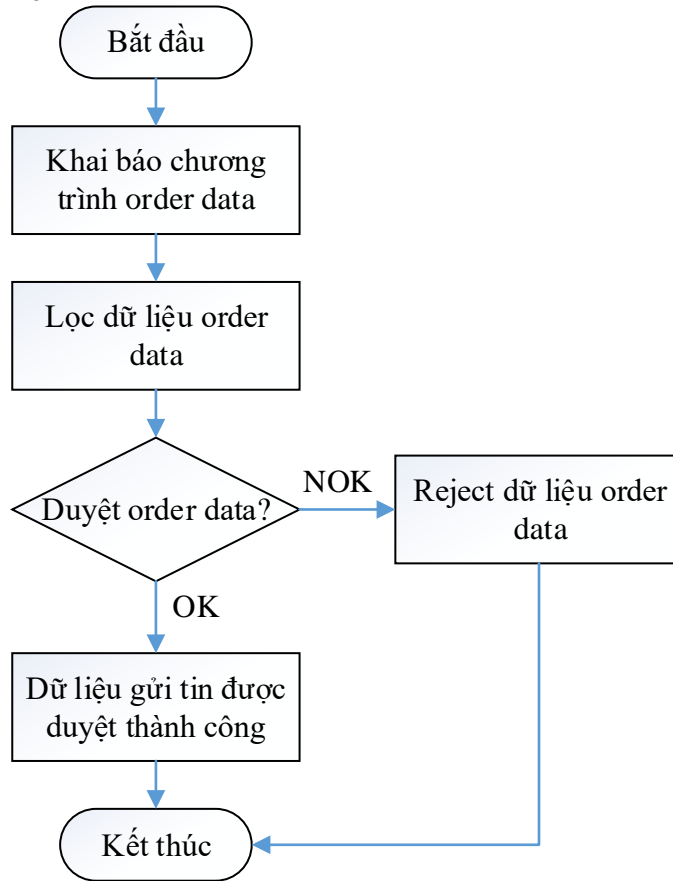 Bắt đầu
Khai báo chương
trình order data
Lọc dữ liệu order
data
Duyệt order data?
NOK
Reject dữ liệu order
data
OK
Dữ liệu gửi tin được
duyệt thành công
Kết thúc